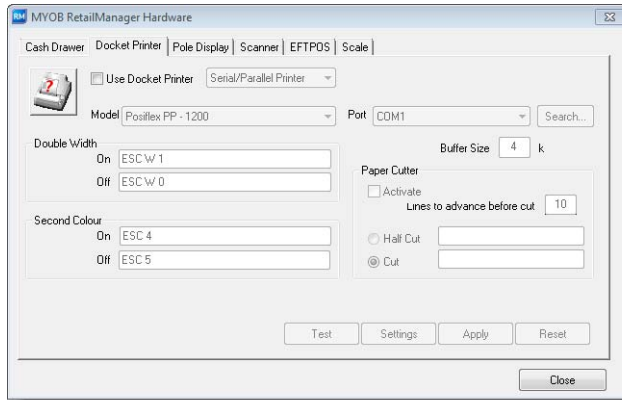 RM MYOB RetailManager Hardware
Cash Drawer Docket Printer Pole Display Scanner EFTPOS Scale
?
Use Docket Printer Serial/Parallel Printer
Model Posiflex PP - 1200 Port COM1 Search...
Double Width Buffer Size 4 k
On ESC W 1
Off ESC W 0
Paper Cutter
Activate
Lines to advance before cut 10
Second Colour
On ESC 4
Off ESC 5
Half Cut
Cut
Test Settings Apply Reset
Close